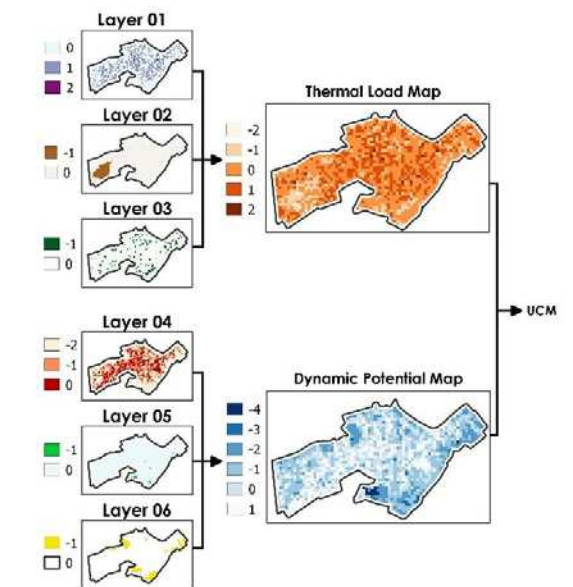 Layer 01
0
1
2
Layer 02
-1
0
Layer 03
-1
0
Thermal Load Map
-2
-1
0
1
2
UCM
Layer 04
-2
-1
0
Layer 05
-1
0
Layer 06
-1
0
Dynamic Potential Map
-4
-3
-2
-1
0
1